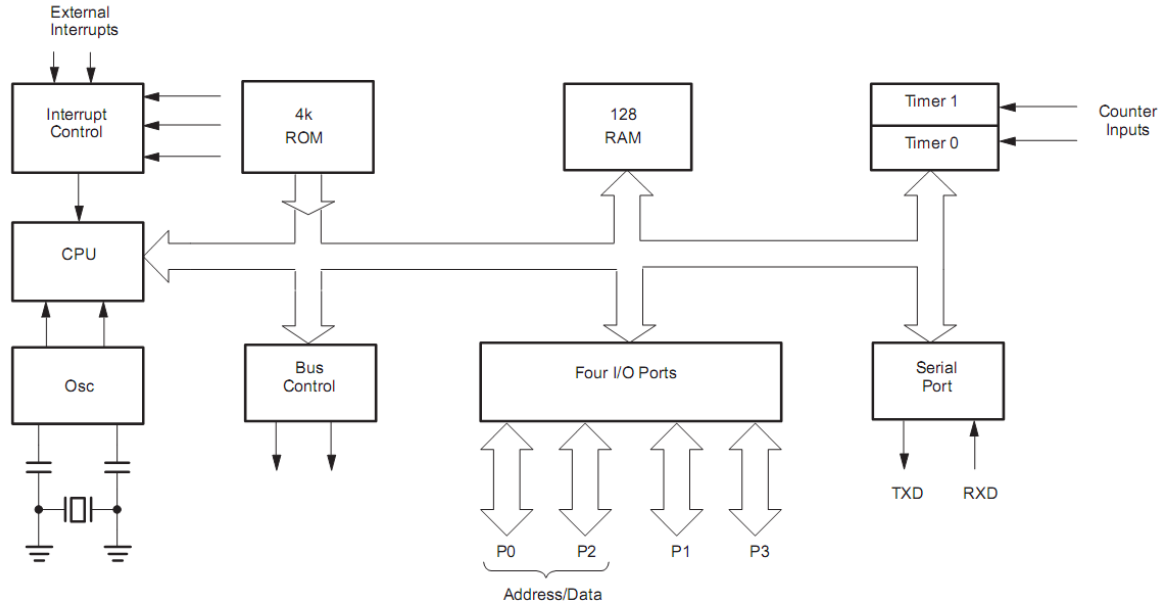 External
Interrupts
Interrupt
Control
4k
ROM
128
RAM
Timer 1
Timer 0
Counter
Inputs
CPU
Osc
Bus
Control
Four I/O Ports
Serial
Port
TXD
RXD
P0
P2
P1
P3
Address/Data